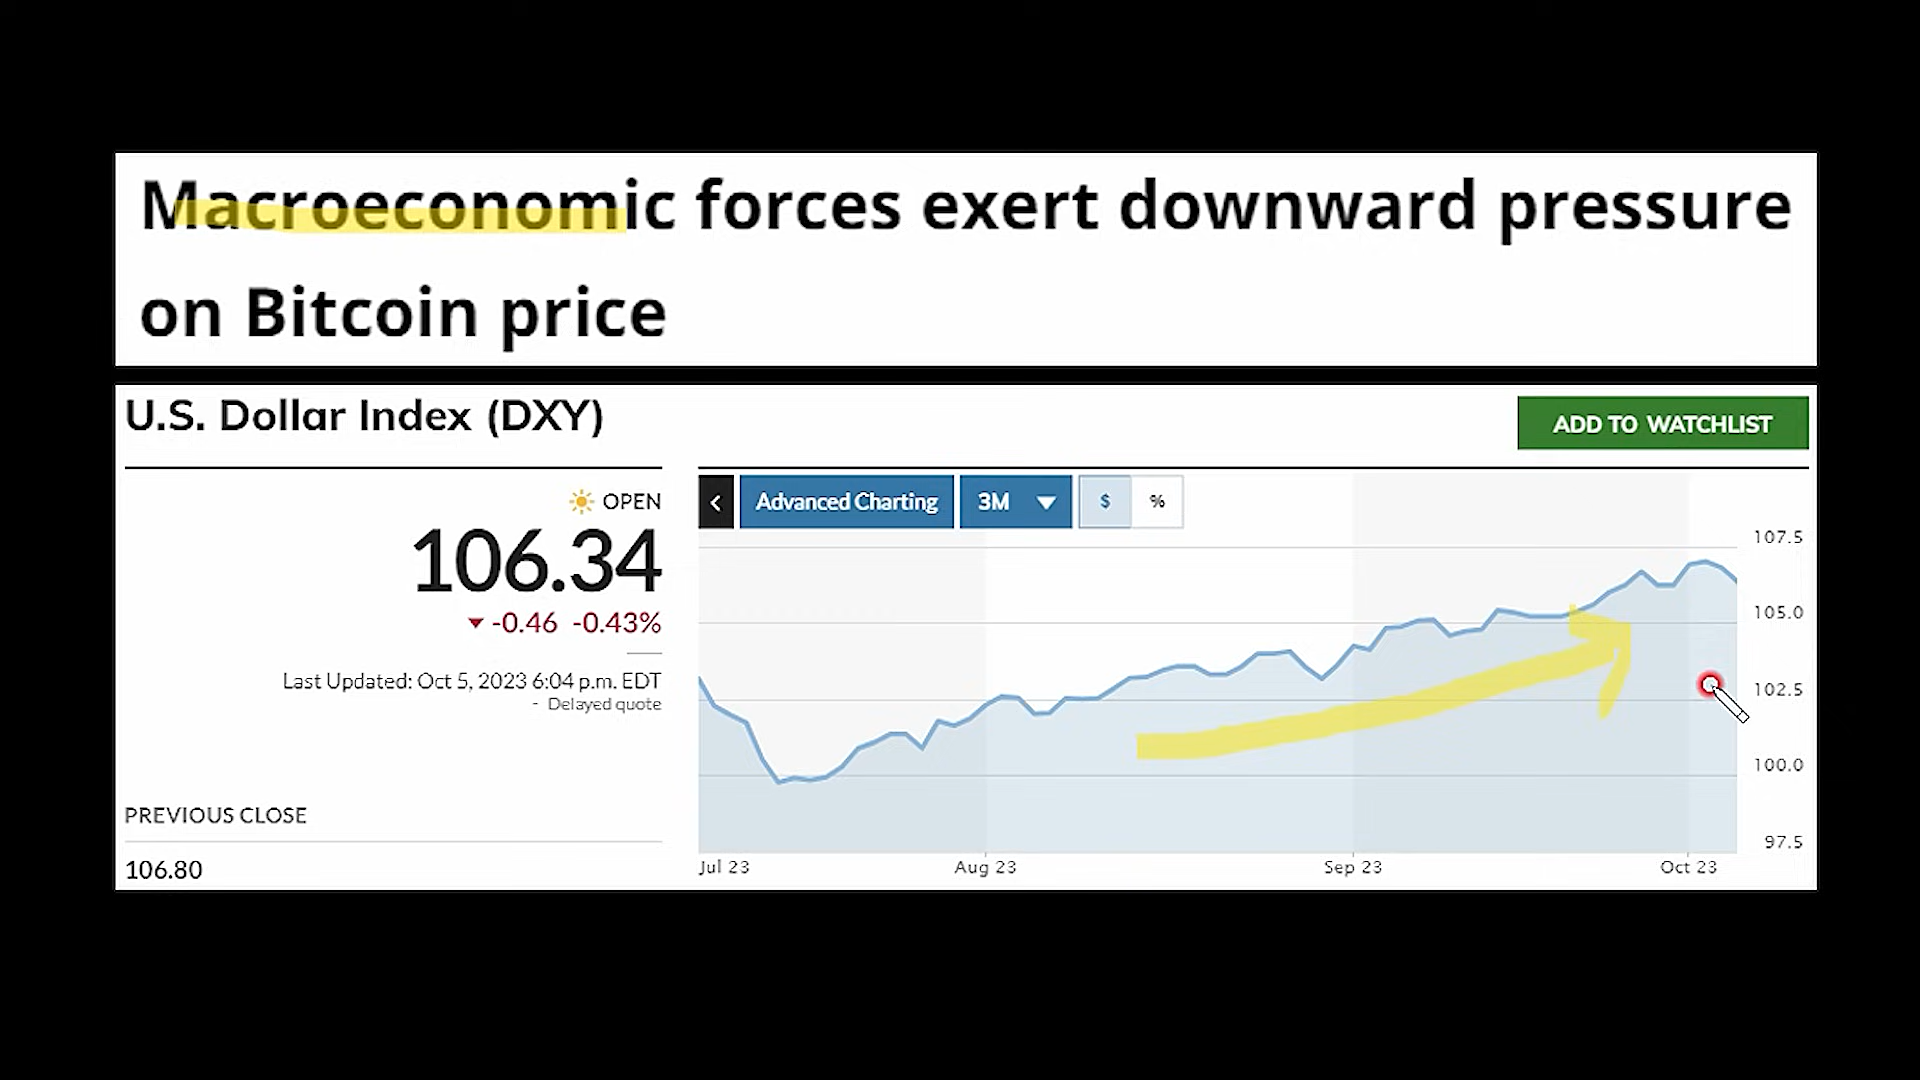 Macroeconomic forces exert downward pressure
on Bitcoin price
U.S. Dollar Index (DXY)
ADD TO WATCHLIST
OPEN
106.34
-0.46 -0.43%
Last Updated: Oct 5, 2023 6:04 p.m. EDT
- Delayed quote
PREVIOUS CLOSE
106.80
Advanced Charting 3M $ %
107.5
105.0
102.5
100.0
97.5
Jul 23 Aug 23 Sep 23 Oct 23